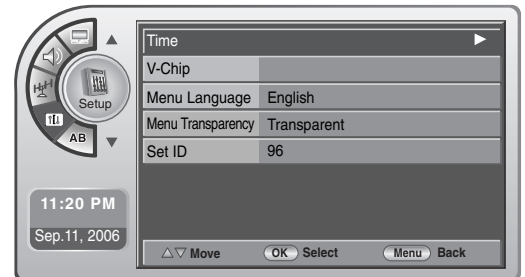 Time
V-Chip
Menu Language English
Menu Transparency Transparent
Set ID 96
Setup
AB
11:20 PM
Sep.11, 2006
△▽ Move OK Select Menu Back